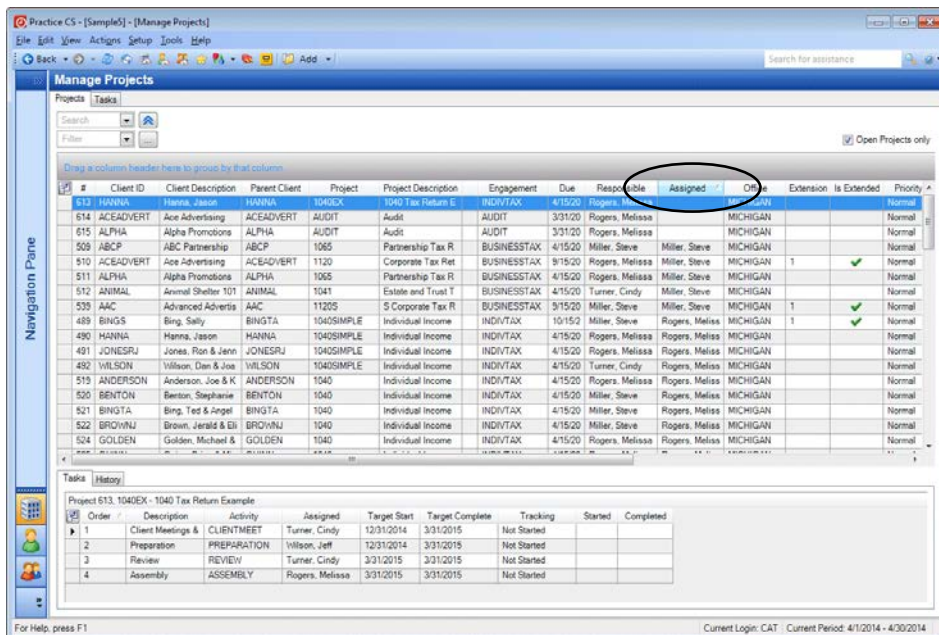 Practice CS - [Sample5] - [Manage Projects]
File Edit View Actions Setup Tools Help
Back Add Search for assistance
Manage Projects
Projects Tasks
Search
Filter Open Projects only
Drag a column header here to group by that column
# Client ID Client Description Parent Client Project Project Description Engagement Due Responsible Assigned Office Extension Is Extended Priority
613 HANNA Hanna, Jason HANNA 1040EX 1040 Tax Return E INDIVTAX 4/15/20 Rogers, Melissa MICHIGAN Normal
614 ACEADVERT Ace Advertising ACEADVERT AUDIT Audit AUDIT 3/31/20 Rogers, Melissa MICHIGAN Normal
615 ALPHA Alpha Promotions ALPHA AUDIT Audit AUDIT 3/31/20 Rogers, Melissa MICHIGAN Normal
509 ABCP ABC Partnership ABCP 1065 Partnership Tax R BUSINESSTAX 4/15/20 Miller, Steve Miller, Steve MICHIGAN Normal
510 ACEADVERT Ace Advertising ACEADVERT 1120 Corporate Tax Ret BUSINESSTAX 9/15/20 Rogers, Melissa Miller, Steve MICHIGAN 1 Normal
511 ALPHA Alpha Promotions ALPHA 1065 Partnership Tax R BUSINESSTAX 4/15/20 Rogers, Melissa Miller, Steve MICHIGAN Normal
512 ANIMAL Animal Shelter 101 ANIMAL 1041 Estate and Trust T BUSINESSTAX 4/15/20 Turner, Cindy Miller, Steve MICHIGAN Normal
539 AAC Advanced Advertis AAC 1120S S Corporate Tax R BUSINESSTAX 9/15/20 Miller, Steve Miller, Steve MICHIGAN 1 Normal
489 BINGS Bing, Sally BINGTA 1040SIMPLE Individual Income INDIVTAX 10/15/2 Miller, Steve Rogers, Meliss MICHIGAN 1 Normal
490 HANNA Hanna, Jason HANNA 1040SIMPLE Individual Income INDIVTAX 4/15/20 Rogers, Melissa Rogers, Meliss MICHIGAN Normal
491 JONESRJ Jones, Ron & Jenn JONESRJ 1040SIMPLE Individual Income INDIVTAX 4/15/20 Rogers, Melissa Rogers, Meliss MICHIGAN Normal
492 WILSON Wilson, Dan & Joa WILSON 1040SIMPLE Individual Income INDIVTAX 4/15/20 Turner, Cindy Rogers, Meliss MICHIGAN Normal
519 ANDERSON Anderson, Joe & K ANDERSON 1040 Individual Income INDIVTAX 4/15/20 Rogers, Melissa Rogers, Meliss MICHIGAN Normal
520 BENTON Benton, Stephanie BENTON 1040 Individual Income INDIVTAX 4/15/20 Miller, Steve Rogers, Meliss MICHIGAN Normal
521 BINGTA Bing, Ted & Angel BINGTA 1040 Individual Income INDIVTAX 4/15/20 Miller, Steve Rogers, Meliss MICHIGAN Normal
522 BROWNJ Brown, Jerald & Eli BROWNJ 1040 Individual Income INDIVTAX 4/15/20 Miller, Steve Rogers, Meliss MICHIGAN Normal
524 GOLDEN Golden, Michael & GOLDEN 1040 Individual Income INDIVTAX 4/15/20 Rogers, Melissa Rogers, Meliss MICHIGAN Normal
Navigation Pane
Tasks History
Project 613, 1040EX - 1040 Tax Return Example
Order Description Activity Assigned Target Start Target Complete Tracking Started Completed
1 Client Meetings & CLIENTMEET Turner, Cindy 12/31/2014 3/31/2015 Not Started
2 Preparation PREPARATION Wilson, Jeff 12/31/2014 3/31/2015 Not Started
3 Review REVIEW Turner, Cindy 3/31/2015 3/31/2015 Not Started
4 Assembly ASSEMBLY Rogers, Melissa 3/31/2015 3/31/2015 Not Started
For Help, press F1 Current Login: CAT Current Period: 4/1/2014 - 4/30/2014